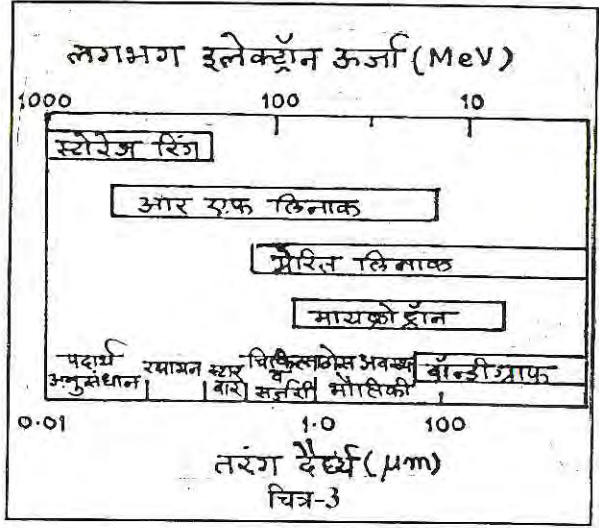 लगभग इलेक्ट्रॉन ऊर्जा (MeV)
1000 100 10
स्टोरेज रिंग
आर एफ लिनाक
प्रेरित लिनाक
मायक्रोट्रॉन
पदार्थ अनुसंधान
रसायन
स्टार वार
चिकित्सा व सर्जरी
ठोस अवस्था भौतिकी
वॉन्डीग्राफ
0.01 1.0 100
तरंग दैर्घ्य (μm)
चित्र-3